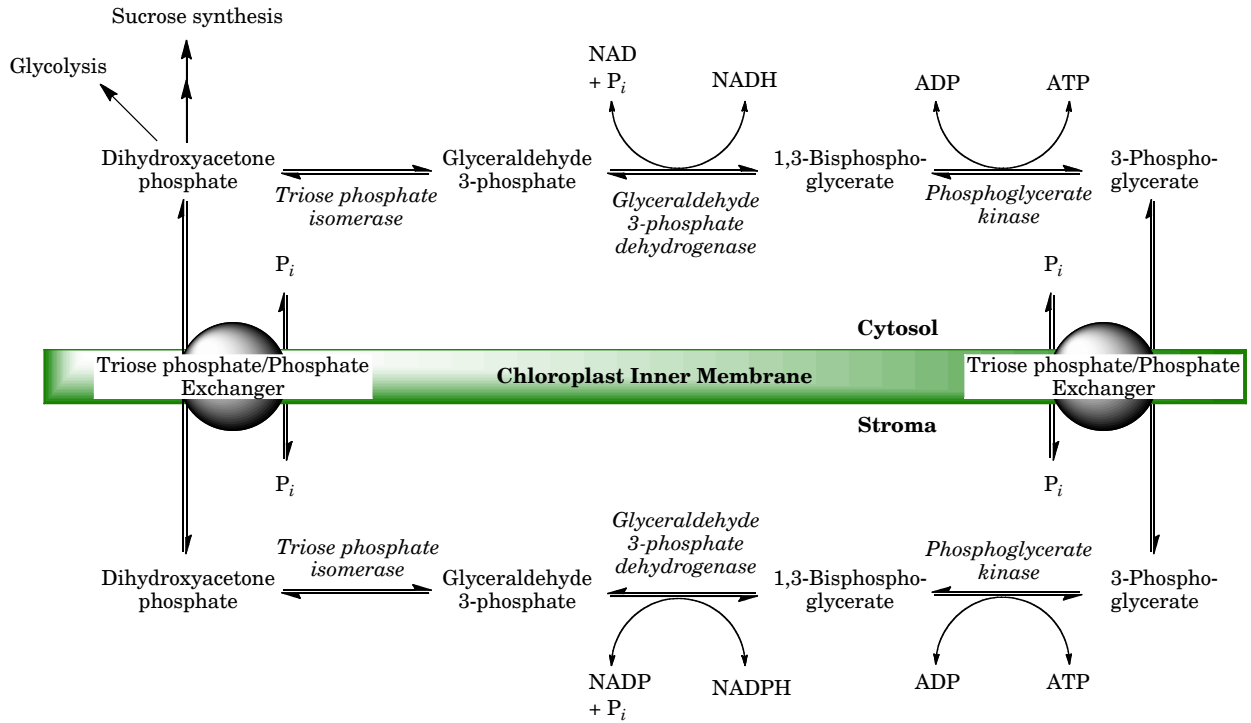 Sucrose synthesis
Glycolysis
NAD
+ Pi
NADH
ADP
ATP
Dihydroxyacetone
phosphate
Triose phosphate
isomerase
Glyceraldehyde
3-phosphate
Glyceraldehyde
3-phosphate
dehydrogenase
1,3-Bisphospho-
glycerate
Phosphoglycerate
kinase
3-Phospho-
glycerate
Pi
Pi
Cytosol
Triose phosphate/Phosphate
Exchanger
Chloroplast Inner Membrane
Triose phosphate/Phosphate
Exchanger
Stroma
Pi
Pi
Dihydroxyacetone
phosphate
Triose phosphate
isomerase
Glyceraldehyde
3-phosphate
Glyceraldehyde
3-phosphate
dehydrogenase
1,3-Bisphospho-
glycerate
Phosphoglycerate
kinase
3-Phospho-
glycerate
NADP
+ Pi
NADPH
ADP
ATP